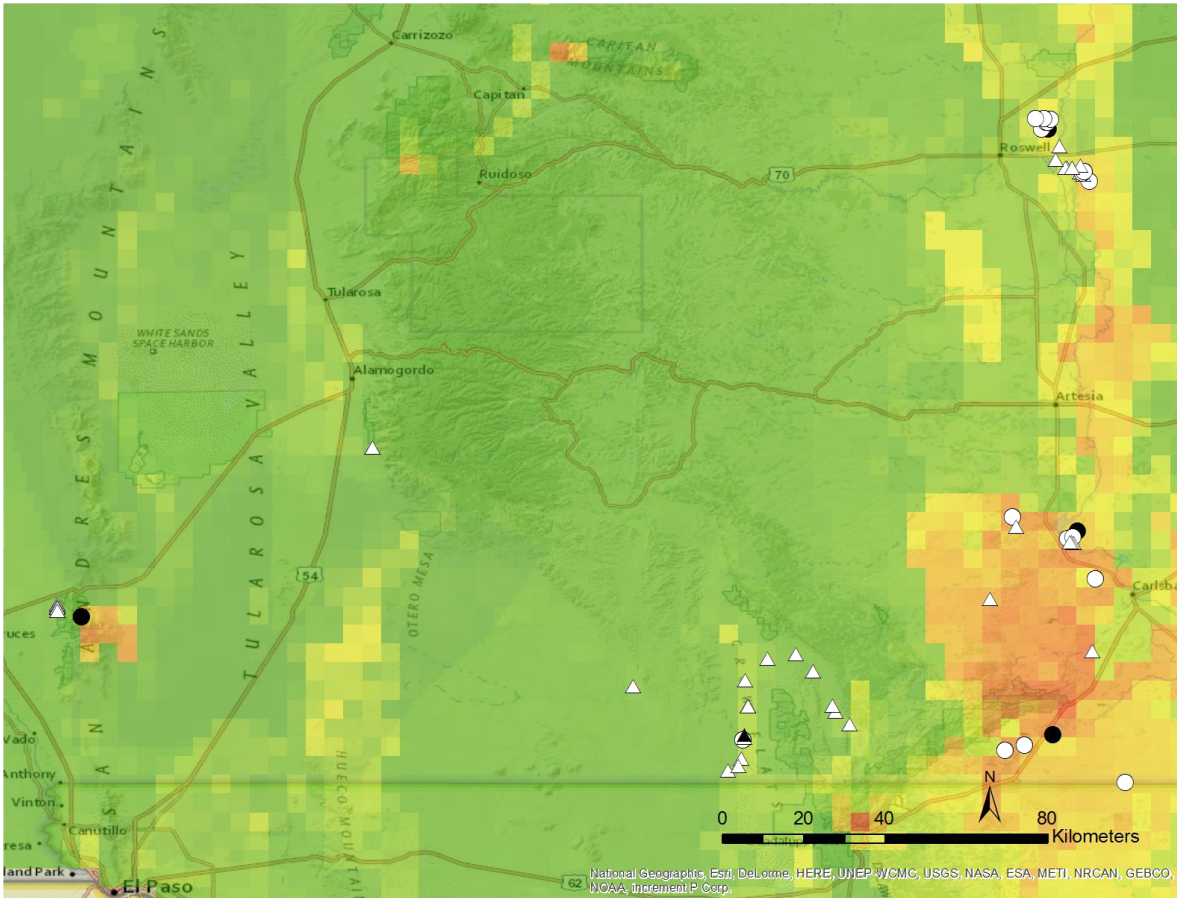 Carrizozo
CAPITAN
MOUNTAINS
Capitan
Roswell
70
Ruidoso
Tularosa
WHITE SANDS
SPACE HARBOR
Alamogordo
Artesia
TULAROSA VALLEY
54
OTERO MESA
Carlsba
ruces
SAN ANDRES MOUNTAINS
Vado
Anthony
Vinton
Canutillo
resa
land Park
El Paso
HUECO MOUNTAI
62
N
0 20 40 80
Kilometers
National Geographic, Esri, DeLorme, HERE, UNEP-WCMC, USGS, NASA, ESA, METI, NRCAN, GEBCO,
NOAA, increment P Corp.